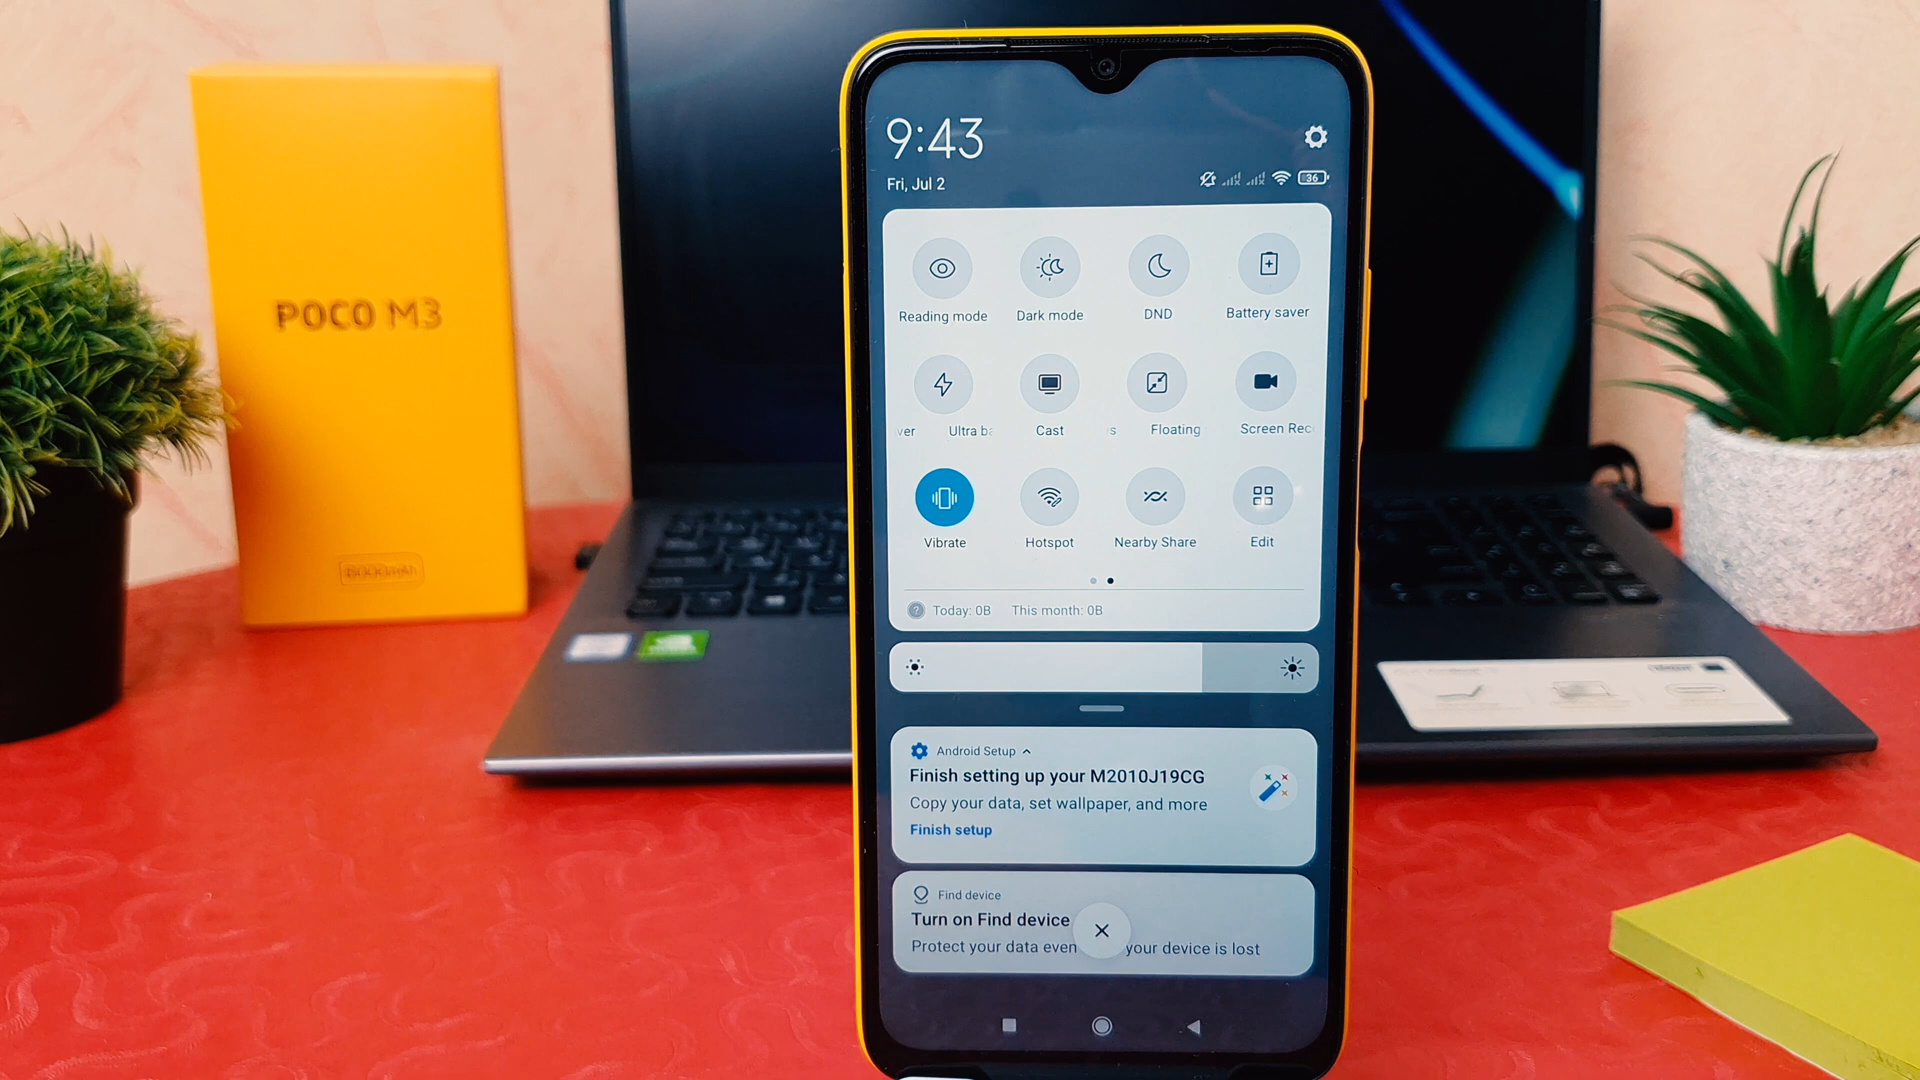 POCO M3
9:43
Fri, Jul 2
36
Reading mode
Dark mode
DND
Battery saver
ver Ultra ba
Cast
s Floating
Screen Rec
Vibrate
Hotspot
Nearby Share
Edit
Today: 0B This month: 0B
Android Setup
Finish setting up your M2010J19CG
Copy your data, set wallpaper, and more
Finish setup
Find device
Turn on Find device
Protect your data even your device is lost